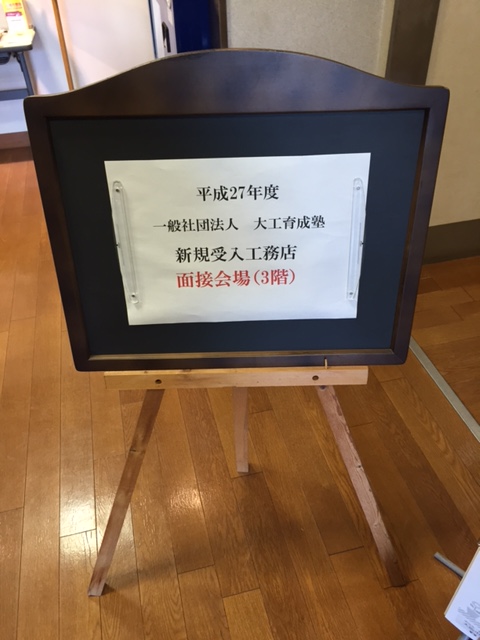 平成27年度
一般社団法人　大工育成塾
新規受入工務店
面接会場(3階)